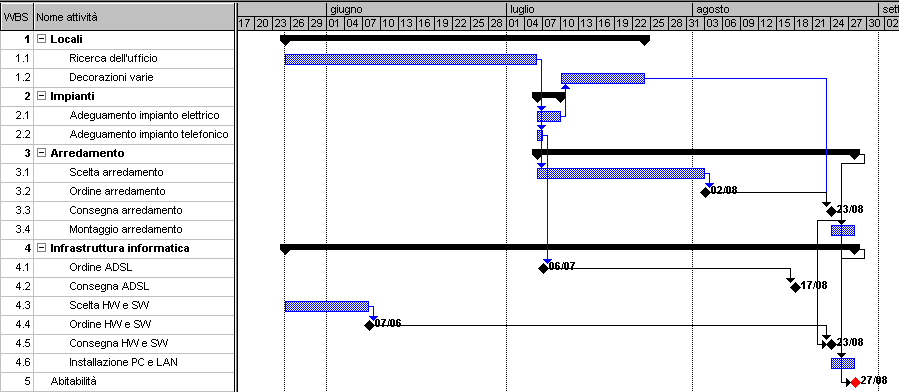 WBS Nome attività giugno luglio agosto sett
17 20 23 26 29 01 04 07 10 13 16 19 22 25 28 01 04 07 10 13 16 19 22 25 28 31 03 06 09 12 15 18 21 24 27 30 02
1 Locali
1.1 Ricerca dell'ufficio
1.2 Decorazioni varie
2 Impianti
2.1 Adeguamento impianto elettrico
2.2 Adeguamento impianto telefonico
3 Arredamento
3.1 Scelta arredamento
3.2 Ordine arredamento 02/08
3.3 Consegna arredamento 23/08
3.4 Montaggio arredamento
4 Infrastruttura informatica
4.1 Ordine ADSL 06/07
4.2 Consegna ADSL 17/08
4.3 Scelta HW e SW
4.4 Ordine HW e SW 07/06
4.5 Consegna HW e SW 23/08
4.6 Installazione PC e LAN
5 Abitabilità 27/08